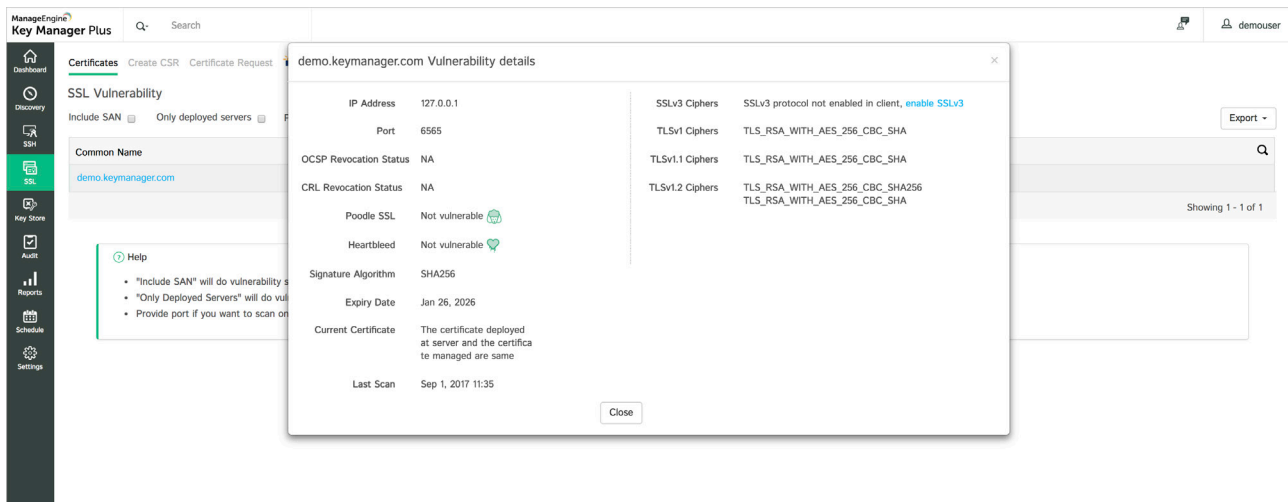 ManageEngine
Key Manager Plus
Search
demouser
Dashboard
Discovery
SSH
SSL
Key Store
Audit
Reports
Schedule
Settings
Certificates Create CSR Certificate Request
SSL Vulnerability
Include SAN Only deployed servers
Export
Common Name
demo.keymanager.com
Showing 1 - 1 of 1
Help
• "Include SAN" will do vulnerability s
• "Only Deployed Servers" will do vul
• Provide port if you want to scan on
demo.keymanager.com Vulnerability details
×
IP Address 127.0.0.1
Port 6565
OCSP Revocation Status NA
CRL Revocation Status NA
Poodle SSL Not vulnerable
Heartbleed Not vulnerable
Signature Algorithm SHA256
Expiry Date Jan 26, 2026
Current Certificate The certificate deployed
at server and the certifica
te managed are same
Last Scan Sep 1, 2017 11:35
SSLv3 Ciphers SSLv3 protocol not enabled in client, enable SSLv3
TLSv1 Ciphers TLS_RSA_WITH_AES_256_CBC_SHA
TLSv1.1 Ciphers TLS_RSA_WITH_AES_256_CBC_SHA
TLSv1.2 Ciphers TLS_RSA_WITH_AES_256_CBC_SHA256
TLS_RSA_WITH_AES_256_CBC_SHA
Close